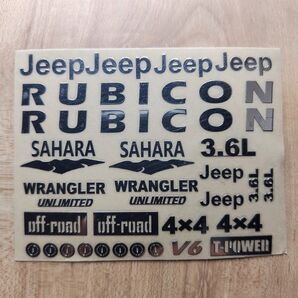 Jeep Jeep Jeep Jeep
RUBICON
RUBICON
SAHARA SAHARA 3.6L
WRANGLER UNLIMITED
WRANGLER UNLIMITED
Jeep 3.6L 3.6L
Jeep
off-road off-road 4×4 4×4
V6 T-POWER